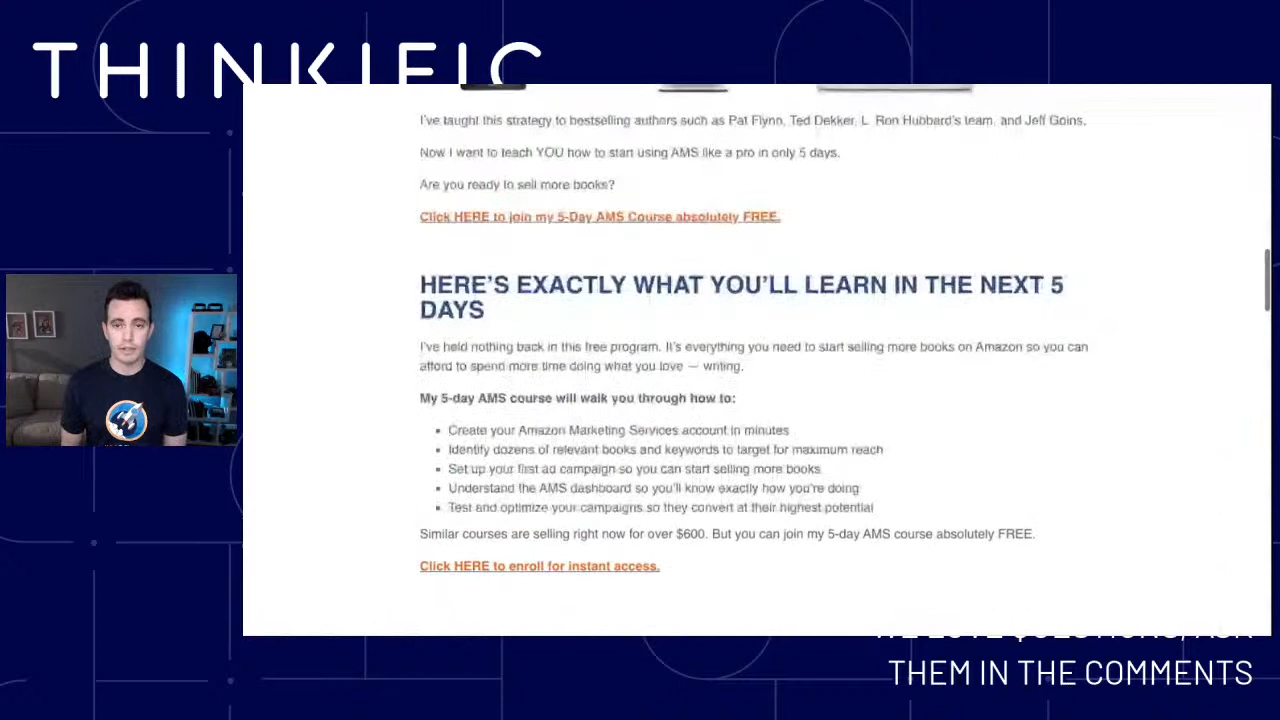 THINKIFIC
I've taught this strategy to bestselling authors such as Pat Flynn, Ted Dekker, L. Ron Hubbard's team, and Jeff Goins.
Now I want to teach YOU how to start using AMS like a pro in only 5 days.
Are you ready to sell more books?
Click HERE to join my 5-Day AMS Course absolutely FREE.
HERE'S EXACTLY WHAT YOU'LL LEARN IN THE NEXT 5
DAYS
I've held nothing back in this free program. It's everything you need to start selling more books on Amazon so you can
afford to spend more time doing what you love — writing.
My 5-day AMS course will walk you through how to:
Create your Amazon Marketing Services account in minutes
Identify dozens of relevant books and keywords to target for maximum reach
Set up your first ad campaign so you can start selling more books
Understand the AMS dashboard so you'll know exactly how you're doing
Test and optimize your campaigns so they convert at their highest potential
Similar courses are selling right now for over $600. But you can join my 5-day AMS course absolutely FREE.
Click HERE to enroll for instant access.
WE LOVE QUESTIONS, ASK
THEM IN THE COMMENTS